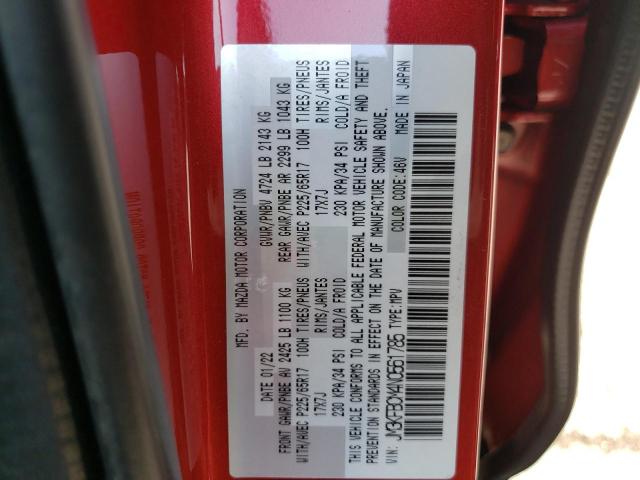 MFD. BY MAZDA MOTOR CORPORATION
DATE 01/22 GVWR/PNBV 4724 LB 2143 KG
FRONT GAWR/PNBE AV 2425 LB 1100 KG REAR GAWR/PNBE AR 2299 LB 1043 KG
WITH/AVEC P225/65R17 100H TIRES/PNEUS WITH/AVEC P225/65R17 100H TIRES/PNEUS
17X7J RIMS/JANTES 17X7J RIMS/JANTES
230 KPA/34 PSI COLD/A FROID 230 KPA/34 PSI COLD/A FROID
THIS VEHICLE CONFORMS TO ALL APPLICABLE FEDERAL MOTOR VEHICLE SAFETY AND THEFT
PREVENTION STANDARDS IN EFFECT ON THE DATE OF MANUFACTURE SHOWN ABOVE.
VIN: JM3KFBCM4N0561785 TYPE: MPV COLOR CODE: 46V MADE IN JAPAN